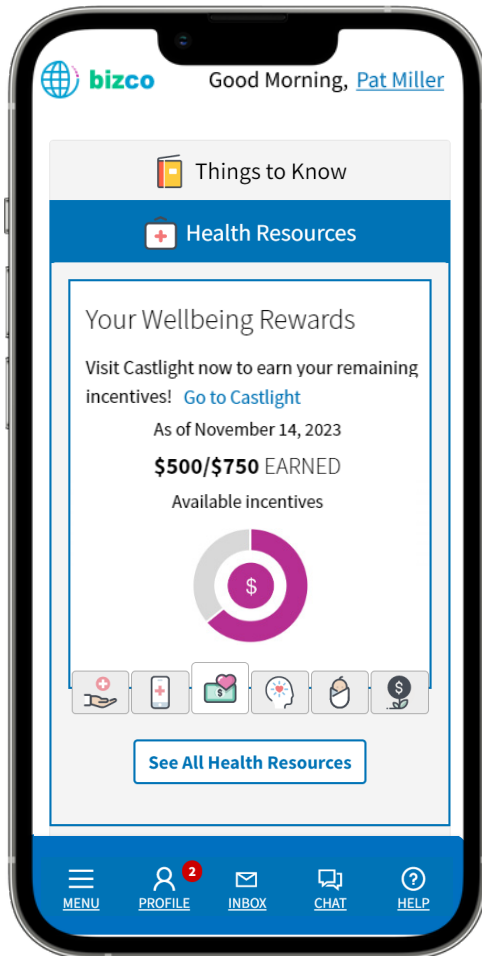 bizco
Good Morning, Pat Miller
Things to Know
Health Resources
Your Wellbeing Rewards
Visit Castlight now to earn your remaining
incentives! Go to Castlight
As of November 14, 2023
$500/$750 EARNED
Available incentives
$
$
$
See All Health Resources
2
MENU
PROFILE
INBOX
CHAT
?
HELP